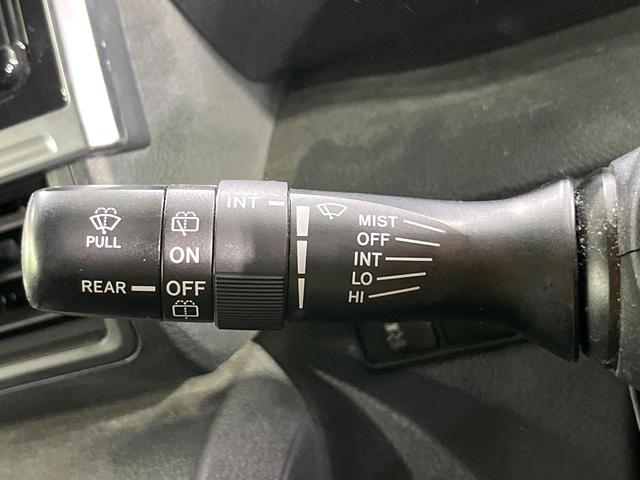 PULL
REAR
ON
OFF
INT
MIST
OFF
INT
LO
HI